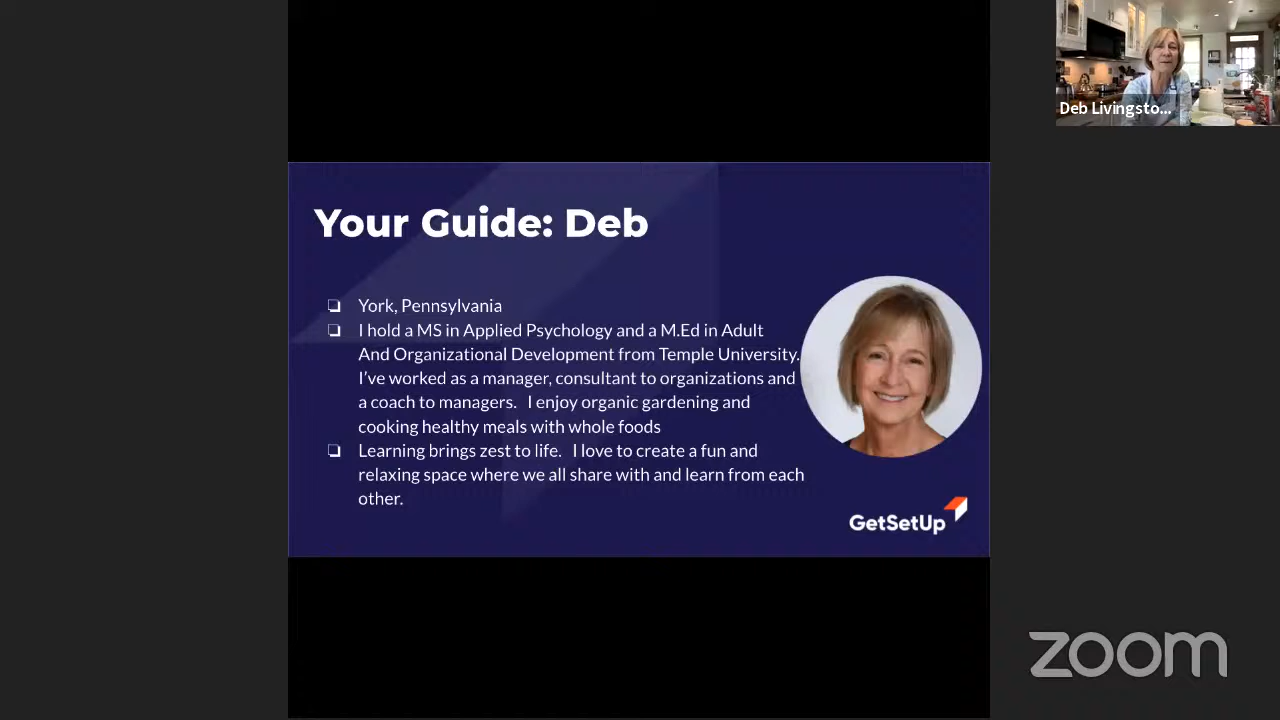 Deb Livingsto...
Your Guide: Deb
❏ York, Pennsylvania
❏ I hold a MS in Applied Psychology and a M.Ed in Adult
And Organizational Development from Temple University.
I've worked as a manager, consultant to organizations and
a coach to managers. I enjoy organic gardening and
cooking healthy meals with whole foods
❏ Learning brings zest to life. I love to create a fun and
relaxing space where we all share with and learn from each
other.
GetSetUp
zoom